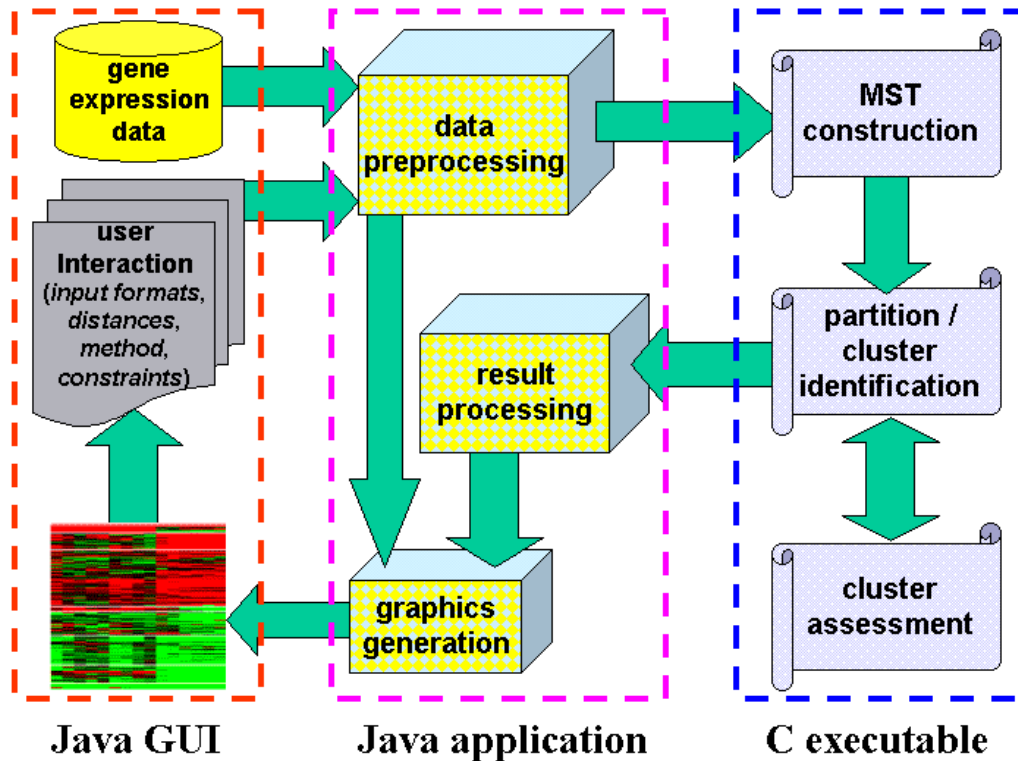 gene
expression
data
user
Interaction
(input formats,
distances,
method,
constraints)
Java GUI
data
preprocessing
result
processing
graphics
generation
Java application
MST
construction
partition /
cluster
identification
cluster
assessment
C executable